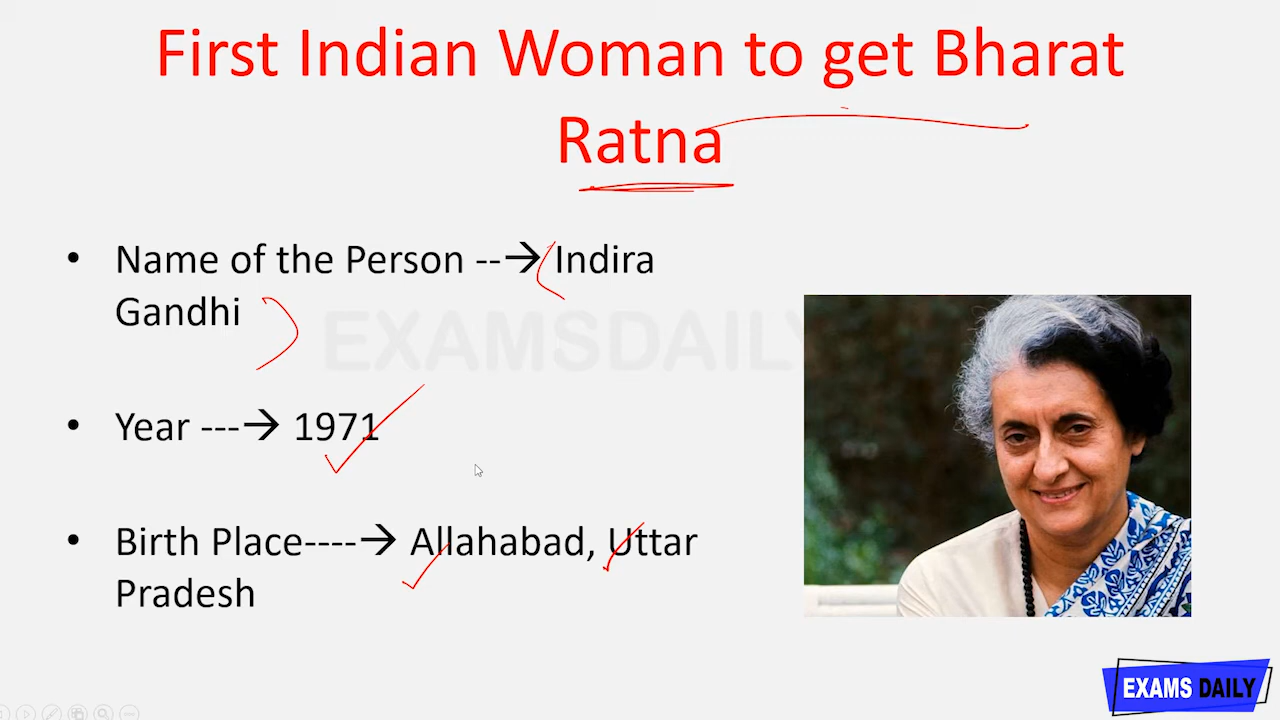 First Indian Woman to get Bharat
Ratna
• Name of the Person --→ Indira
Gandhi
EXAMSDAILY
• Year ---→ 1971
• Birth Place----→ Allahabad, Uttar
Pradesh
EXAMS DAILY